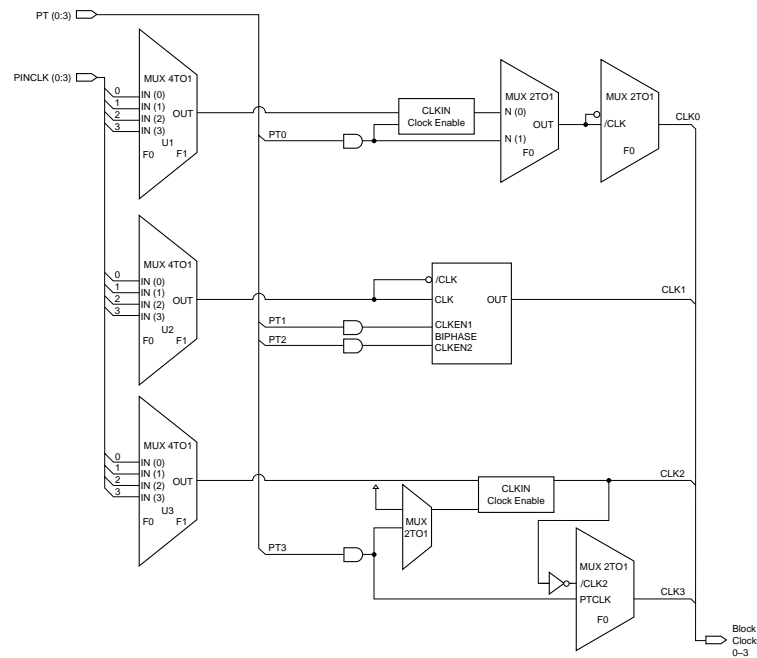 PT (0:3)
PINCLK (0:3)
MUX 4TO1
0 IN (0)
1 IN (1)
2 IN (2)
3 IN (3)
OUT
U1
F0 F1
PT0
CLKIN
Clock Enable
MUX 2TO1
N (0)
OUT
N (1)
F0
MUX 2TO1
/CLK
F0
CLK0
MUX 4TO1
0 IN (0)
1 IN (1)
2 IN (2)
3 IN (3)
OUT
U2
F0 F1
PT1
PT2
/CLK
CLK OUT
CLKEN1
BIPHASE
CLKEN2
CLK1
MUX 4TO1
0 IN (0)
1 IN (1)
2 IN (2)
3 IN (3)
OUT
U3
F0 F1
PT3
MUX
2TO1
CLKIN
Clock Enable
CLK2
MUX 2TO1
/CLK2
PTCLK
F0
CLK3
Block
Clock
0–3